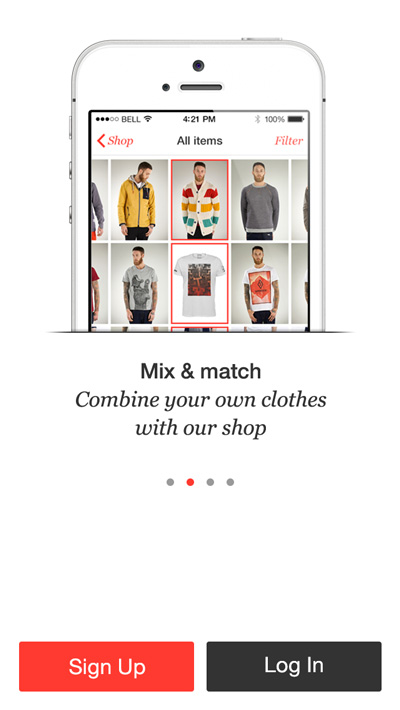 BELL 4:21 PM 100%
Shop All items Filter
Mix & match
Combine your own clothes
with our shop
Sign Up Log In